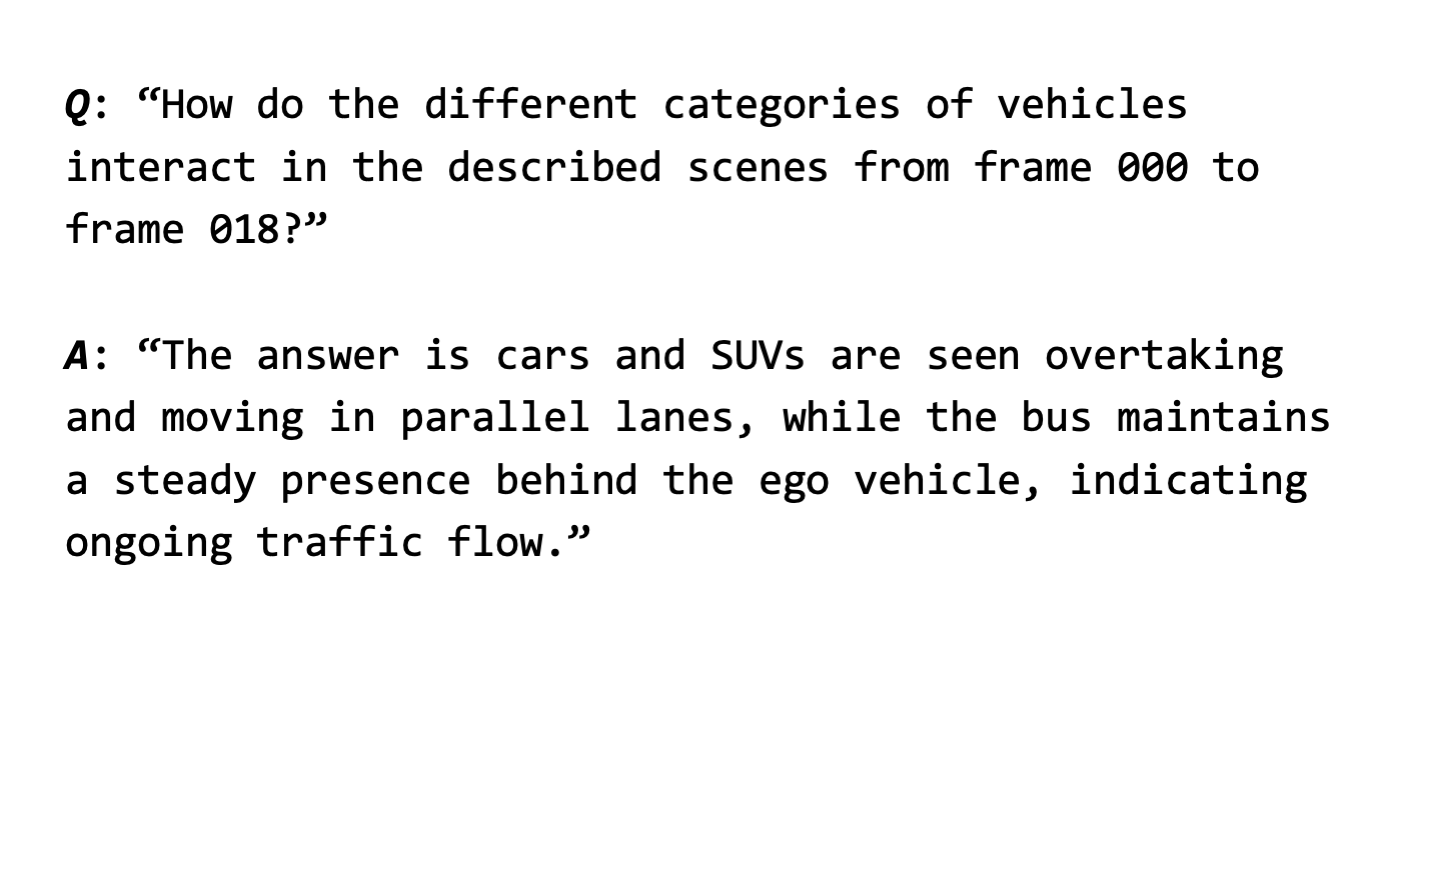 Q: “How do the different categories of vehicles
interact in the described scenes from frame 000 to
frame 018?”
A: “The answer is cars and SUVs are seen overtaking
and moving in parallel lanes, while the bus maintains
a steady presence behind the ego vehicle, indicating
ongoing traffic flow.”